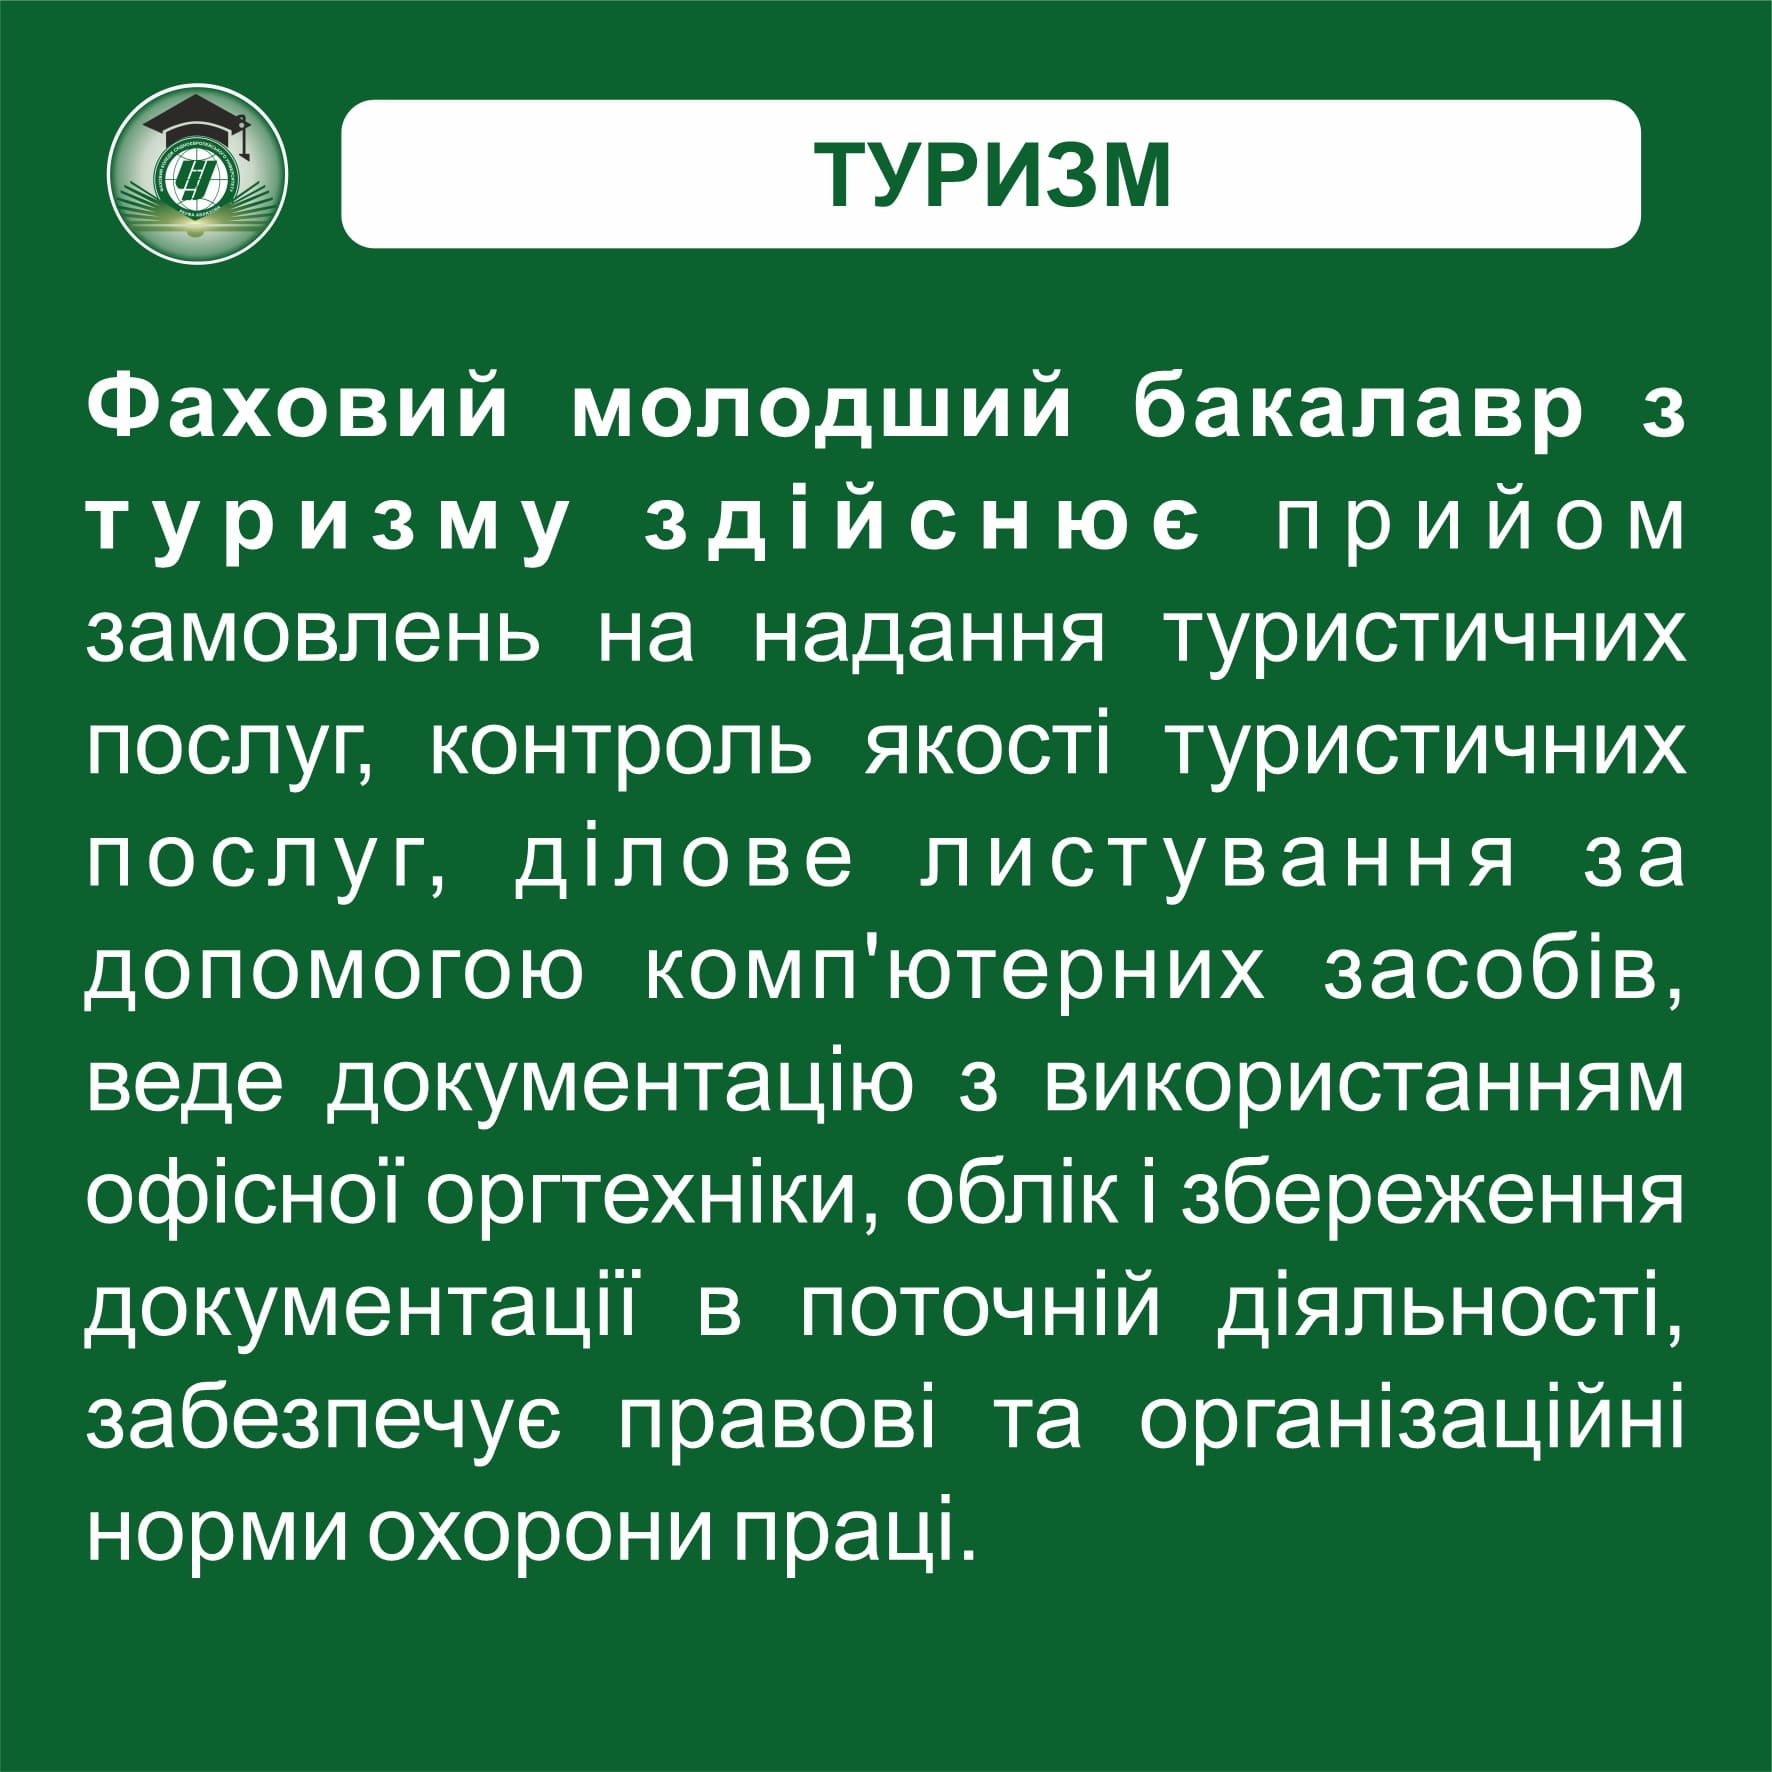 ТУРИЗМ
Фаховий молодший бакалавр з
туризму здійснює прийом
замовлень на надання туристичних
послуг, контроль якості туристичних
послуг, ділове листування за
допомогою комп'ютерних засобів,
веде документацію з використанням
офісної оргтехніки, облік і збереження
документації в поточній діяльності,
забезпечує правові та організаційні
норми охорони праці.